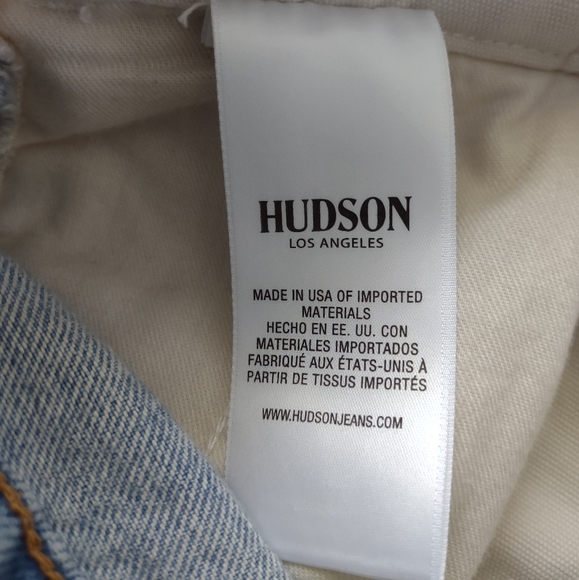 HUDSON
LOS ANGELES
MADE IN USA OF IMPORTED
MATERIALS
HECHO EN EE. UU. CON
MATERIALES IMPORTADOS
FABRIQUÉ AUX ÉTATS-UNIS À
PARTIR DE TISSUS IMPORTÉS
WWW.HUDSONJEANS.COM